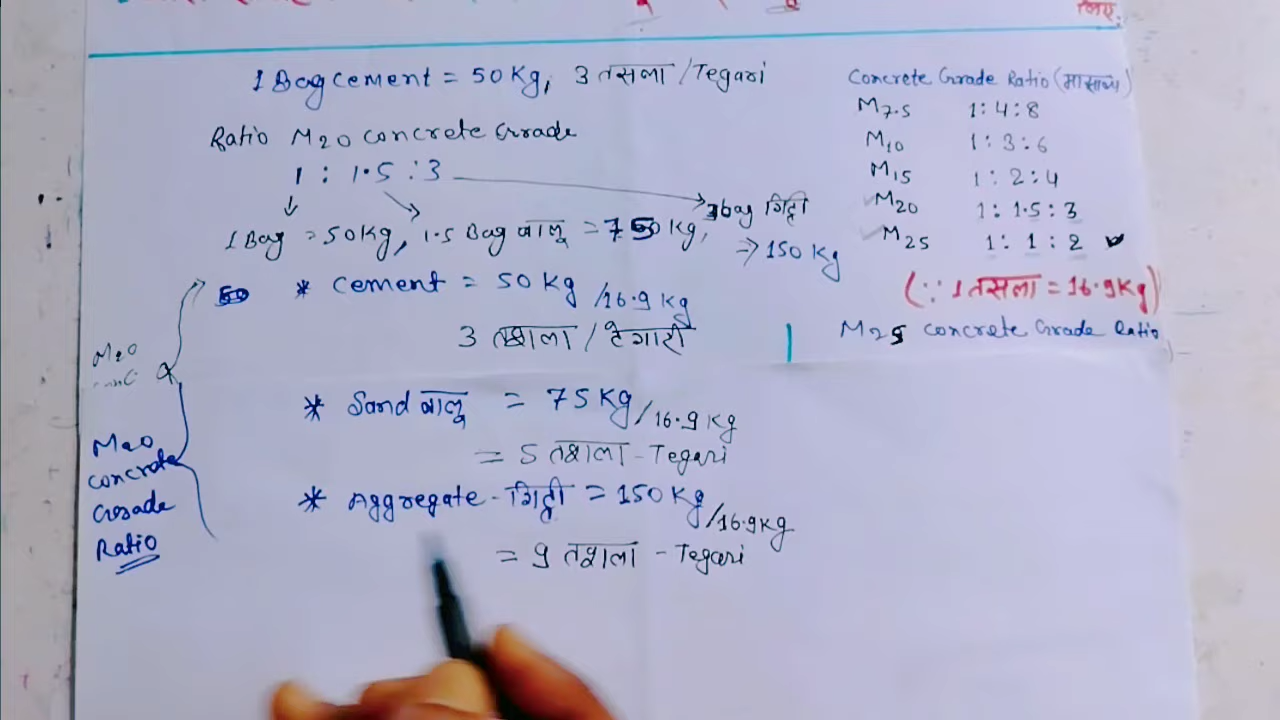 लिए.
1 Bag cement = 50 Kg, 3 तसला / Tegari
Ratio M20 concrete Grade
1 : 1.5 : 3
1 Bag = 50 Kg, 1.5 Bag बालू = 75 Kg,
3 bag गिट्टी
=> 150 Kg
* Cement = 50 Kg / 16.9 Kg
3 तशाला / टेगारी
* Sand बालू = 75 Kg / 16.9 Kg
= 5 तशाला - Tegari
* Aggregate - गिट्टी = 150 Kg / 16.9 Kg
= 9 तशाला - Tegari
M20
M20
concrete
Grade
Ratio
Concrete Grade Ratio (मसाला)
M7.5 1:4:8
M10 1:3:6
M15 1:2:4
M20 1:1.5:3
M25 1:1:2
(∵ 1 तसला = 16.9 Kg)
M25 concrete Grade Ratio